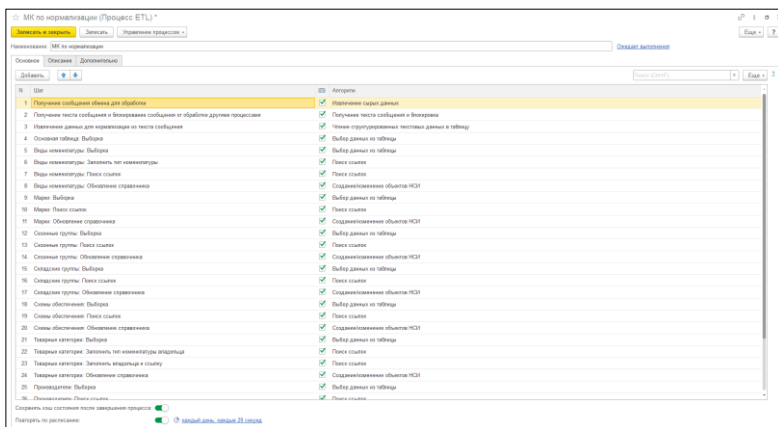 МК по нормализации (Процесс ETL) *
Записать и закрыть Записать Управление процессом Еще ?
Наименование: МК по нормализации Ожидает выполнения
Основное Описание Дополнительно
Добавить Поиск (Ctrl+F) × Еще
N Шаг Алгоритм
1 Получение сообщения обмена для обработки Извлечение сырых данных
2 Получение текста сообщения и блокирование сообщения от обработки другими процессами Получение текста сообщения и блокировка
3 Извлечение данных для нормализации из текста сообщения Чтение структурированных текстовых данных в таблицу
4 Основная таблица: Выборка Выбор данных из таблицы
5 Виды номенклатуры: Выборка Выбор данных из таблицы
6 Виды номенклатуры: Заполнить тип номенклатуры Поиск ссылок
7 Виды номенклатуры: Поиск ссылок Поиск ссылок
8 Виды номенклатуры: Обновление справочника Создание/изменение объектов НСИ
9 Марки: Выборка Выбор данных из таблицы
10 Марки: Поиск ссылок Поиск ссылок
11 Марки: Обновление справочника Создание/изменение объектов НСИ
12 Сезонные группы: Выборка Выбор данных из таблицы
13 Сезонные группы: Поиск ссылок Поиск ссылок
14 Сезонные группы: Обновление справочника Создание/изменение объектов НСИ
15 Складские группы: Выборка Выбор данных из таблицы
16 Складские группы: Поиск ссылок Поиск ссылок
17 Складские группы: Обновление справочника Создание/изменение объектов НСИ
18 Схемы обеспечения: Выборка Выбор данных из таблицы
19 Схемы обеспечения: Поиск ссылок Поиск ссылок
20 Схемы обеспечения: Обновление справочника Создание/изменение объектов НСИ
21 Товарные категории: Выборка Выбор данных из таблицы
22 Товарные категории: Заполнить тип номенклатуры владельца Поиск ссылок
23 Товарные категории: Заполнить владельца и ссылку Поиск ссылок
24 Товарные категории: Обновление справочника Создание/изменение объектов НСИ
25 Производители: Выборка Выбор данных из таблицы
26 Производители: Поиск ссылок Поиск ссылок
Сохранять кэш состояния после завершения процесса:
Повторять по расписанию: каждый день, каждые 20 секунд